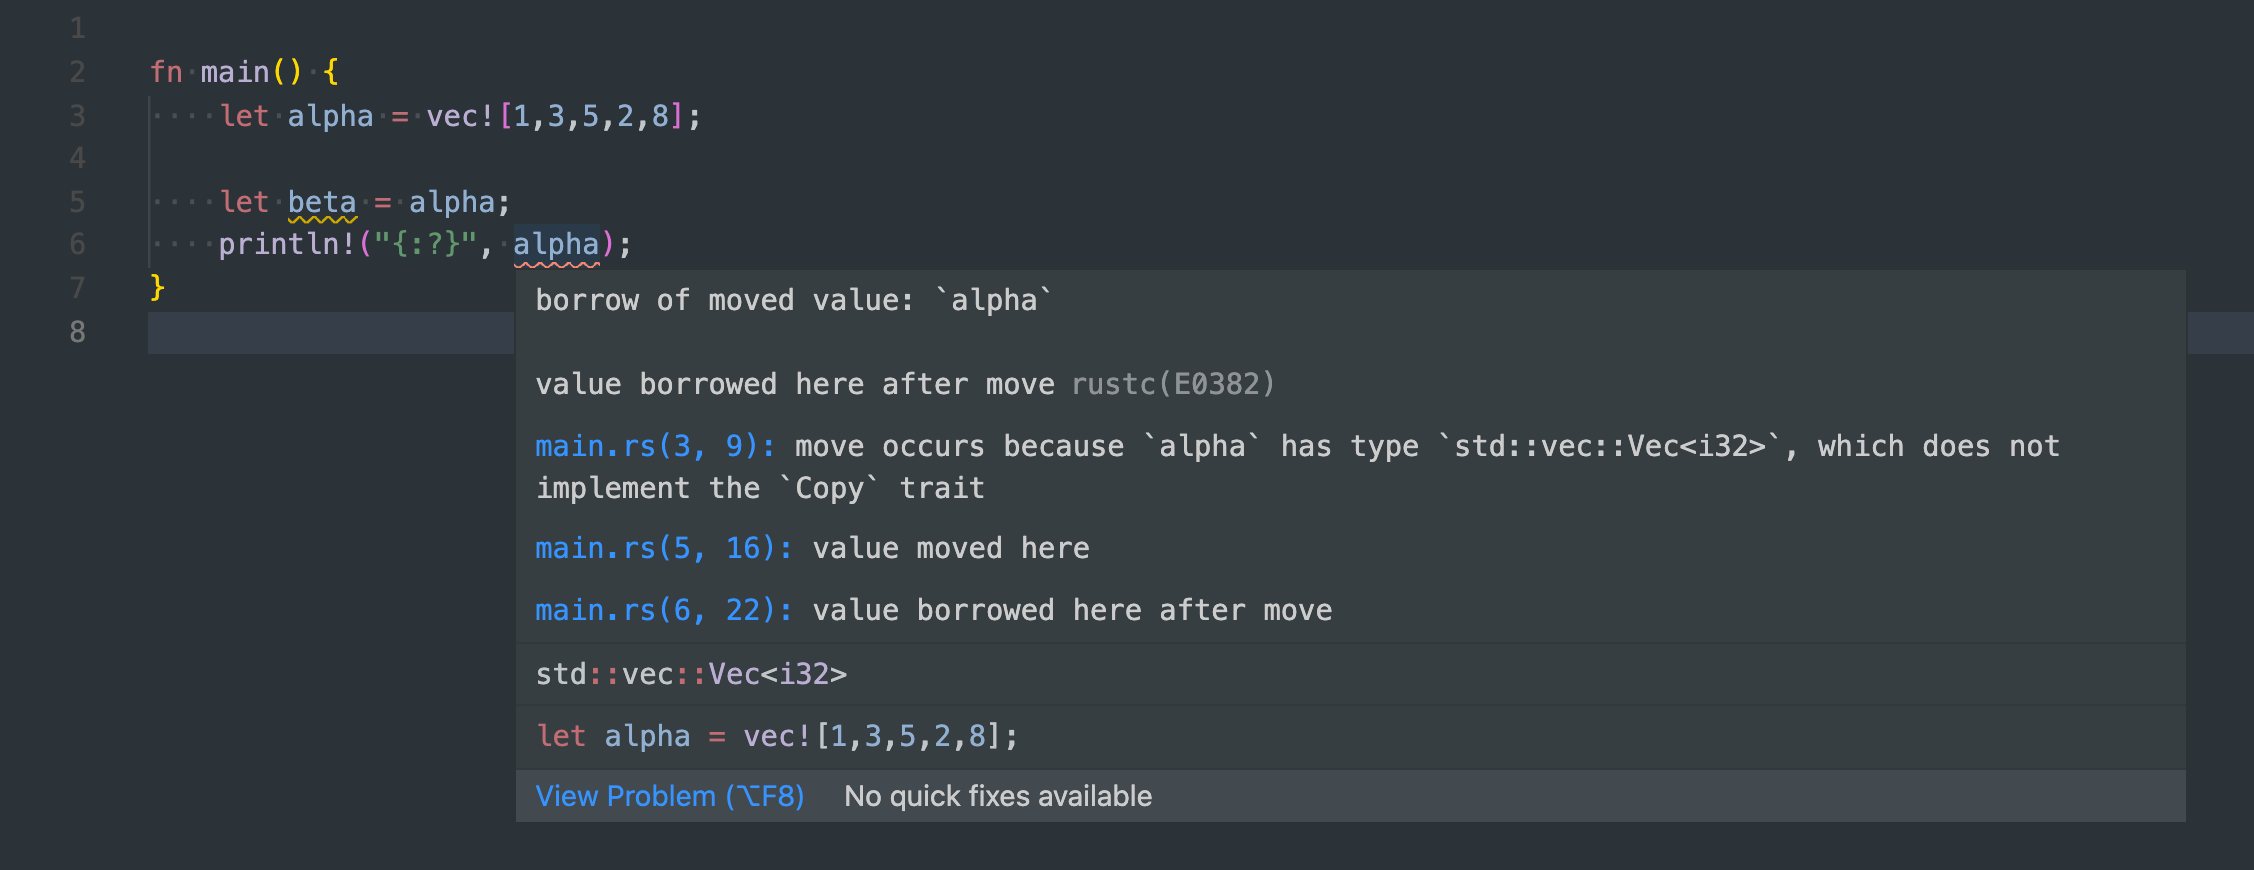 1
2 fn main() {
3 let alpha = vec![1,3,5,2,8];
4
5 let beta = alpha;
6 println!("{:?}", alpha);
7 }
8
borrow of moved value: `alpha`
value borrowed here after move rustc(E0382)
main.rs(3, 9): move occurs because `alpha` has type `std::vec::Vec<i32>`, which does not
implement the `Copy` trait
main.rs(5, 16): value moved here
main.rs(6, 22): value borrowed here after move
std::vec::Vec<i32>
let alpha = vec![1,3,5,2,8];
View Problem (⌥F8) No quick fixes available